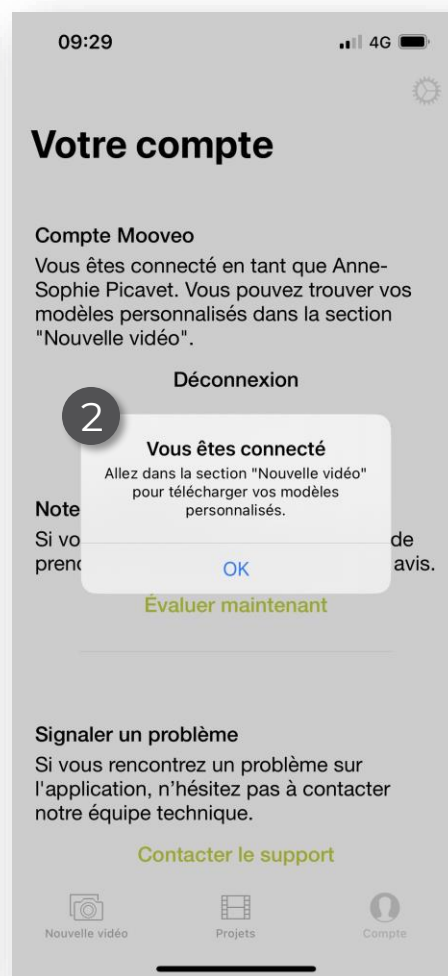 09:29
4G
Votre compte
Compte Mooveo
Vous êtes connecté en tant que Anne-
Sophie Picavet. Vous pouvez trouver vos
modèles personnalisés dans la section
"Nouvelle vidéo".
Déconnexion
2
Vous êtes connecté
Allez dans la section "Nouvelle vidéo"
pour télécharger vos modèles
personnalisés.
OK
Note
Si vo de
prend avis.
Évaluer maintenant
Signaler un problème
Si vous rencontrez un problème sur
l'application, n'hésitez pas à contacter
notre équipe technique.
Contacter le support
Nouvelle vidéo
Projets
Compte